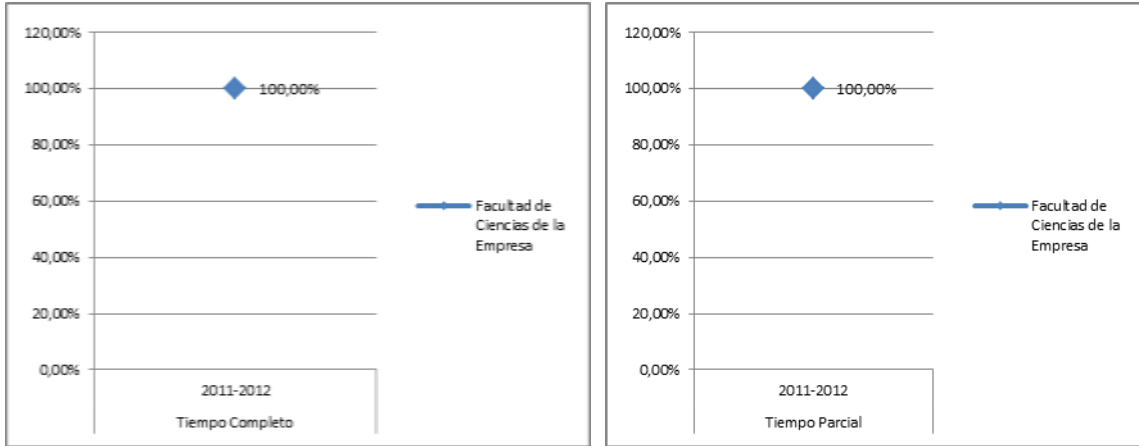 120,00%
100,00%
80,00%
60,00%
40,00%
20,00%
0,00%
100,00%
2011-2012
Tiempo Completo
Facultad de
Ciencias de la
Empresa
120,00%
100,00%
80,00%
60,00%
40,00%
20,00%
0,00%
100,00%
2011-2012
Tiempo Parcial
Facultad de
Ciencias de la
Empresa